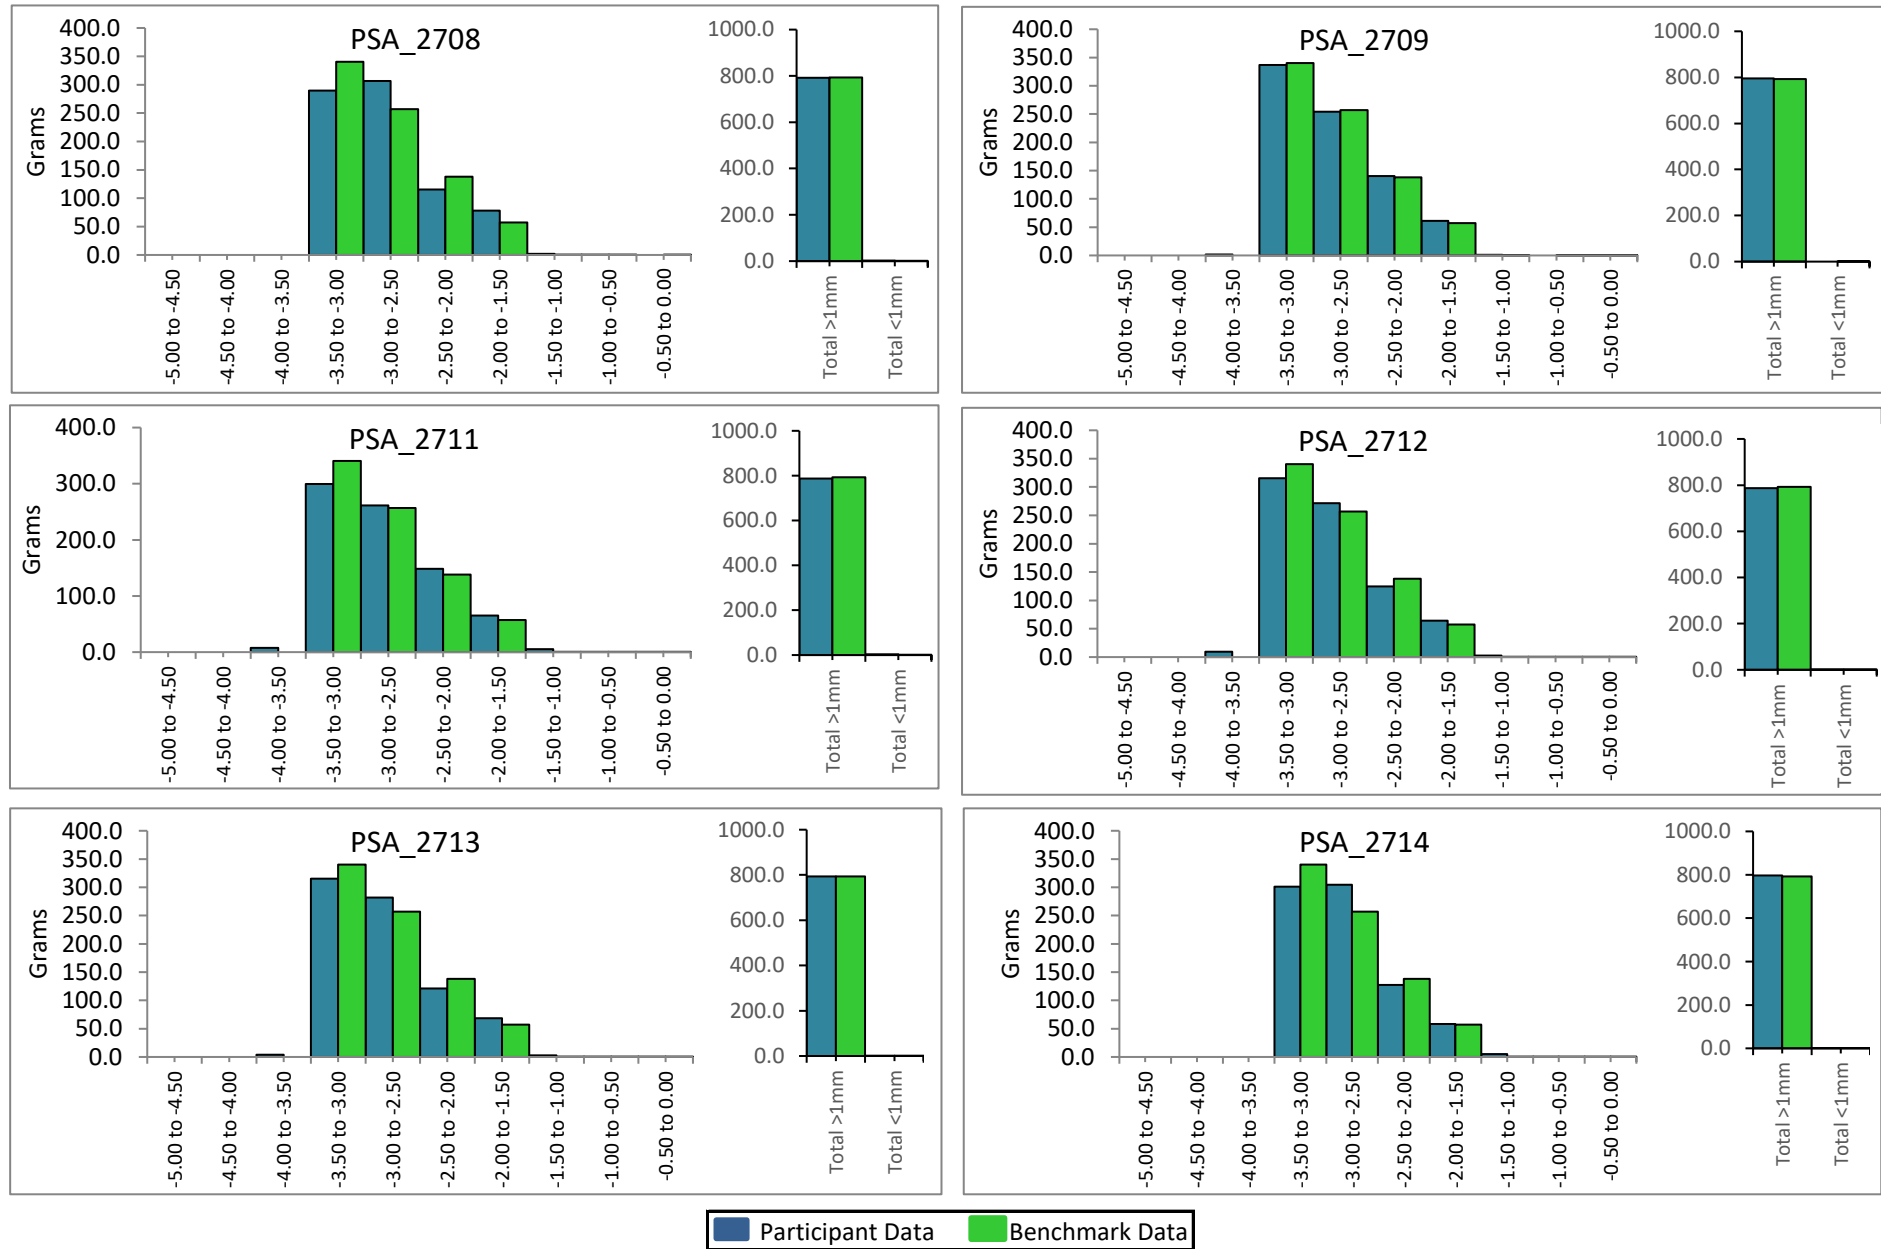 PSA_2708
Grams
400.0
350.0
300.0
250.0
200.0
150.0
100.0
50.0
0.0
-5.00 to -4.50
-4.50 to -4.00
-4.00 to -3.50
-3.50 to -3.00
-3.00 to -2.50
-2.50 to -2.00
-2.00 to -1.50
-1.50 to -1.00
-1.00 to -0.50
-0.50 to 0.00
1000.0
800.0
600.0
400.0
200.0
0.0
Total >1mm
Total <1mm
PSA_2709
Grams
400.0
350.0
300.0
250.0
200.0
150.0
100.0
50.0
0.0
-5.00 to -4.50
-4.50 to -4.00
-4.00 to -3.50
-3.50 to -3.00
-3.00 to -2.50
-2.50 to -2.00
-2.00 to -1.50
-1.50 to -1.00
-1.00 to -0.50
-0.50 to 0.00
1000.0
800.0
600.0
400.0
200.0
0.0
Total >1mm
Total <1mm
PSA_2711
Grams
400.0
300.0
200.0
100.0
0.0
-5.00 to -4.50
-4.50 to -4.00
-4.00 to -3.50
-3.50 to -3.00
-3.00 to -2.50
-2.50 to -2.00
-2.00 to -1.50
-1.50 to -1.00
-1.00 to -0.50
-0.50 to 0.00
1000.0
800.0
600.0
400.0
200.0
0.0
Total >1mm
Total <1mm
PSA_2712
Grams
400.0
350.0
300.0
250.0
200.0
150.0
100.0
50.0
0.0
-5.00 to -4.50
-4.50 to -4.00
-4.00 to -3.50
-3.50 to -3.00
-3.00 to -2.50
-2.50 to -2.00
-2.00 to -1.50
-1.50 to -1.00
-1.00 to -0.50
-0.50 to 0.00
1000.0
800.0
600.0
400.0
200.0
0.0
Total >1mm
Total <1mm
PSA_2713
Grams
400.0
350.0
300.0
250.0
200.0
150.0
100.0
50.0
0.0
-5.00 to -4.50
-4.50 to -4.00
-4.00 to -3.50
-3.50 to -3.00
-3.00 to -2.50
-2.50 to -2.00
-2.00 to -1.50
-1.50 to -1.00
-1.00 to -0.50
-0.50 to 0.00
1000.0
800.0
600.0
400.0
200.0
0.0
Total >1mm
Total <1mm
PSA_2714
Grams
400.0
350.0
300.0
250.0
200.0
150.0
100.0
50.0
0.0
-5.00 to -4.50
-4.50 to -4.00
-4.00 to -3.50
-3.50 to -3.00
-3.00 to -2.50
-2.50 to -2.00
-2.00 to -1.50
-1.50 to -1.00
-1.00 to -0.50
-0.50 to 0.00
1000.0
800.0
600.0
400.0
200.0
0.0
Total >1mm
Total <1mm
Participant Data
Benchmark Data